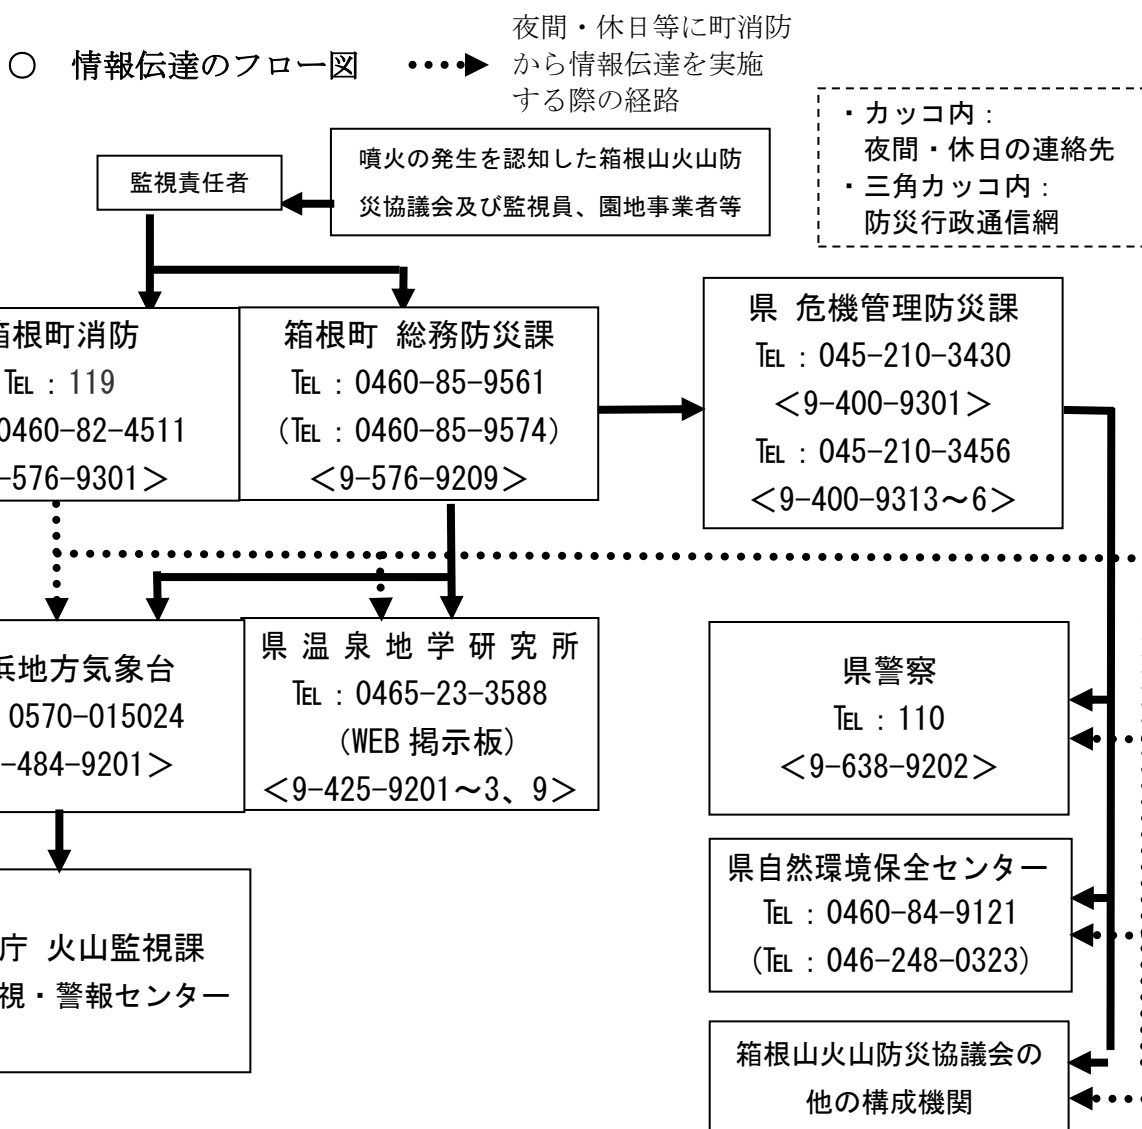 ○　情報伝達のフロー図
夜間・休日等に町消防
から情報伝達を実施
する際の経路
・カッコ内：
夜間・休日の連絡先
・三角カッコ内：
防災行政通信網
監視責任者
噴火の発生を認知した箱根山火山防
災協議会及び監視員、園地事業者等
箱根町消防
℡：119
0460-82-4511
-576-9301＞
箱根町 総務防災課
℡：0460-85-9561
（℡：0460-85-9574）
＜9-576-9209＞
県 危機管理防災課
℡：045-210-3430
＜9-400-9301＞
℡：045-210-3456
＜9-400-9313～6＞
浜地方気象台
0570-015024
-484-9201＞
県温泉地学研究所
℡：0465-23-3588
（WEB 掲示板）
＜9-425-9201～3、9＞
県警察
℡：110
＜9-638-9202＞
県自然環境保全センター
℡：0460-84-9121
（℡：046-248-0323）
庁 火山監視課
視・警報センター
箱根山火山防災協議会の
他の構成機関